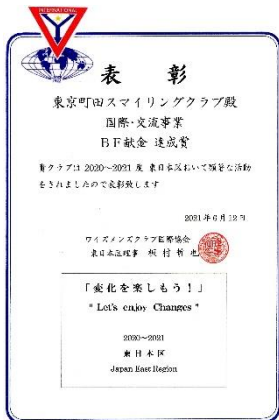 INTERNATIONAL
表彰
東京町田スマイリングクラブ殿
国際・交流事業
BF献金 達成賞
貴クラブは 2020~2021 度 東日本区おいて顕著な活動
をされましたので表彰致します
2021年6月12日
ワイズメンズクラブ国際協会
東日本区理事 板村哲也
「変化を楽しもう！」
" Let's enjoy Changes "
2020~2021
東日本区
Japan East Region